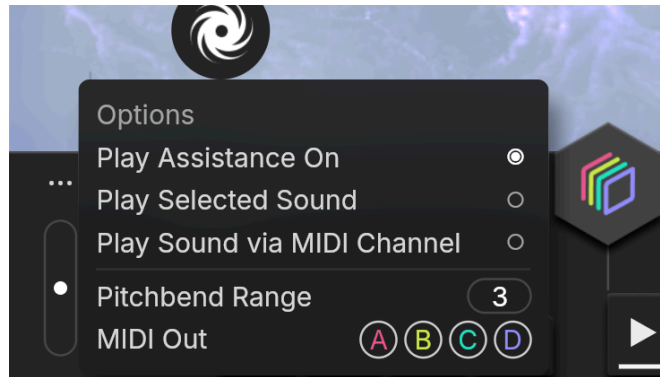 Options
Play Assistance On
Play Selected Sound
Play Sound via MIDI Channel
Pitchbend Range 3
MIDI Out A B C D